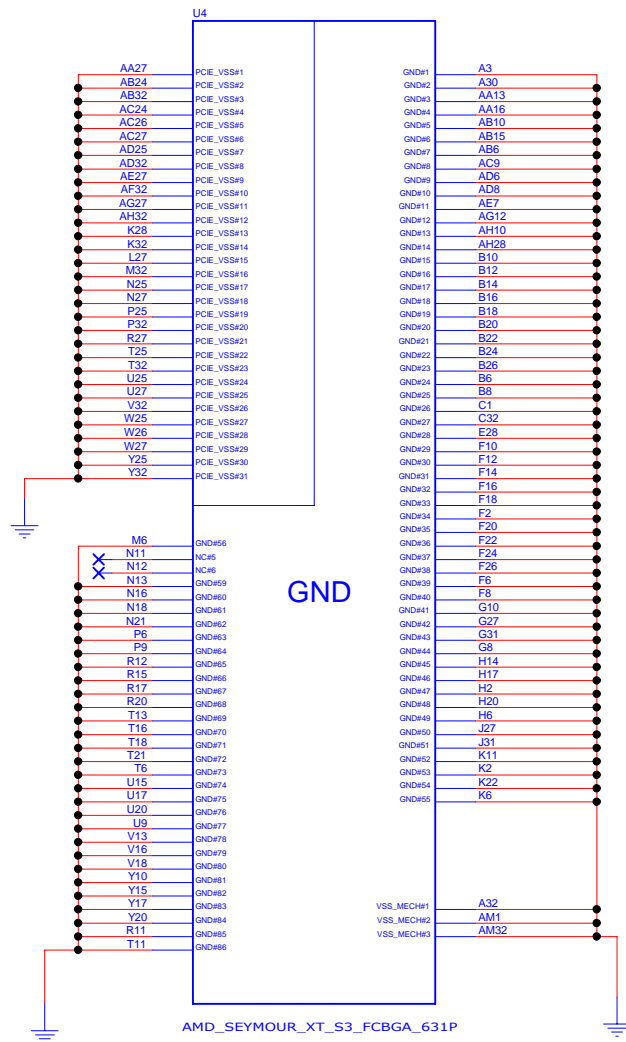 U4
AA27 PCIE_VSS#1 GND#1 A3
AB24 PCIE_VSS#2 GND#2 A30
AB32 PCIE_VSS#3 GND#3 AA13
AC24 PCIE_VSS#4 GND#4 AA16
AC26 PCIE_VSS#5 GND#5 AB10
AC27 PCIE_VSS#6 GND#6 AB15
AD25 PCIE_VSS#7 GND#7 AB6
AD32 PCIE_VSS#8 GND#8 AC9
AE27 PCIE_VSS#9 GND#9 AD6
AF32 PCIE_VSS#10 GND#10 AD8
AG27 PCIE_VSS#11 GND#11 AE7
AH32 PCIE_VSS#12 GND#12 AG12
K28 PCIE_VSS#13 GND#13 AH10
K32 PCIE_VSS#14 GND#14 AH28
L27 PCIE_VSS#15 GND#15 B10
M32 PCIE_VSS#16 GND#16 B12
N25 PCIE_VSS#17 GND#17 B14
N27 PCIE_VSS#18 GND#18 B16
P25 PCIE_VSS#19 GND#19 B18
P32 PCIE_VSS#20 GND#20 B20
R27 PCIE_VSS#21 GND#21 B22
T25 PCIE_VSS#22 GND#22 B24
T32 PCIE_VSS#23 GND#23 B26
U25 PCIE_VSS#24 GND#24 B6
U27 PCIE_VSS#25 GND#25 B8
V32 PCIE_VSS#26 GND#26 C1
W25 PCIE_VSS#27 GND#27 C32
W26 PCIE_VSS#28 GND#28 E28
W27 PCIE_VSS#29 GND#29 F10
Y25 PCIE_VSS#30 GND#30 F12
Y32 PCIE_VSS#31 GND#31 F14
GND#32 F16
GND#33 F18
GND#34 F2
GND#35 F20
M6 GND#56 GND#36 F22
N11 NC#5 GND#37 F24
N12 NC#6 GND#38 F26
N13 GND#59 GND#39 F6
N16 GND#60 GND#40 F8
N18 GND#61 GND#41 G10
N21 GND#62 GND#42 G27
P6 GND#63 GND#43 G31
P9 GND#64 GND#44 G8
R12 GND#65 GND#45 H14
R15 GND#66 GND#46 H17
R17 GND#67 GND#47 H2
R20 GND#68 GND#48 H20
T13 GND#69 GND#49 H6
T16 GND#70 GND#50 J27
T18 GND#71 GND#51 J31
T21 GND#72 GND#52 K11
T6 GND#73 GND#53 K2
U15 GND#74 GND#54 K22
U17 GND#75 GND#55 K6
U20 GND#76
U9 GND#77
V13 GND#78
V16 GND#79
V18 GND#80
Y10 GND#81
Y15 GND#82
Y17 GND#83 VSS_MECH#1 A32
Y20 GND#84 VSS_MECH#2 AM1
R11 GND#85 VSS_MECH#3 AM32
T11 GND#86
GND
AMD_SEYMOUR_XT_S3_FCBGA_631P